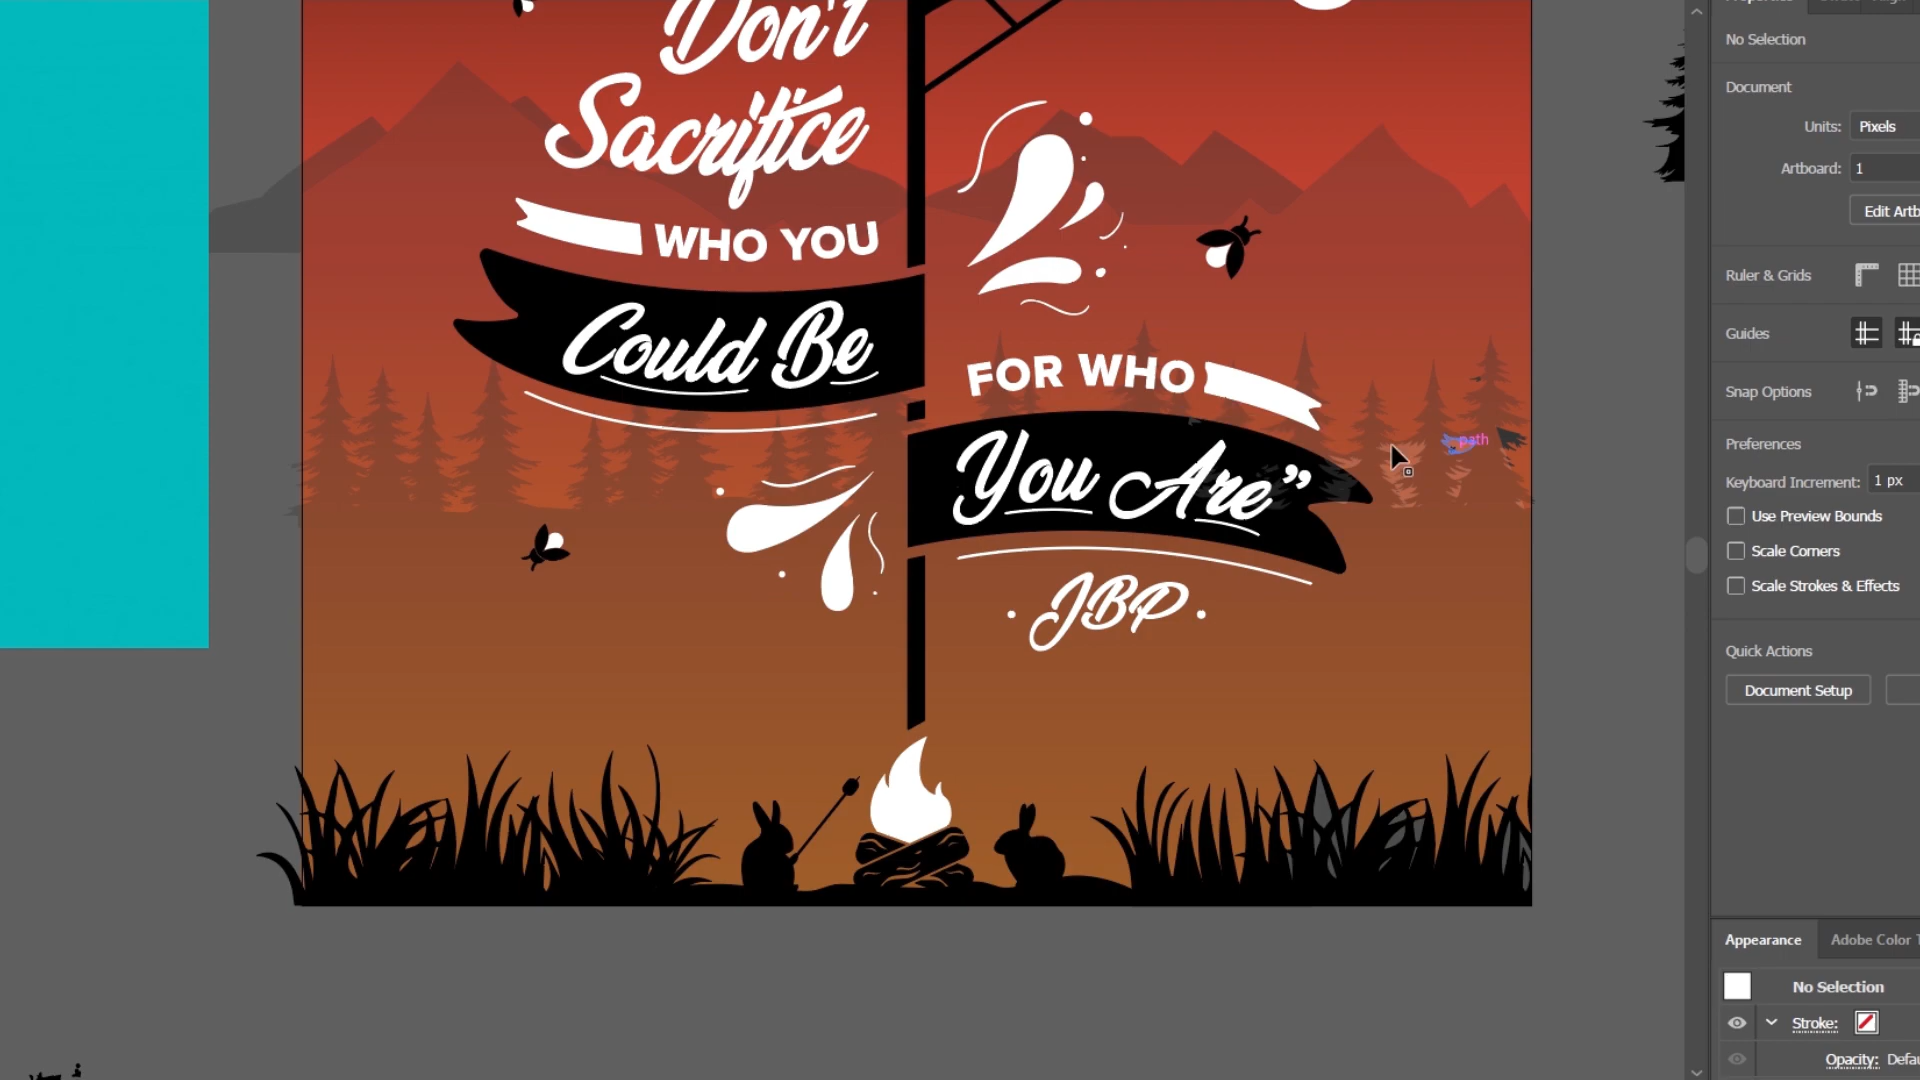 Don't
Sacrifice
WHO YOU
Could Be
FOR WHO
You Are”
JBP
path
No Selection
Document
Units: Pixels
Artboard: 1
Edit Artb
Ruler & Grids
Guides
Snap Options
Preferences
Keyboard Increment: 1 px
Use Preview Bounds
Scale Corners
Scale Strokes & Effects
Quick Actions
Document Setup
Appearance
Adobe Color T
No Selection
Stroke:
Opacity: Defau